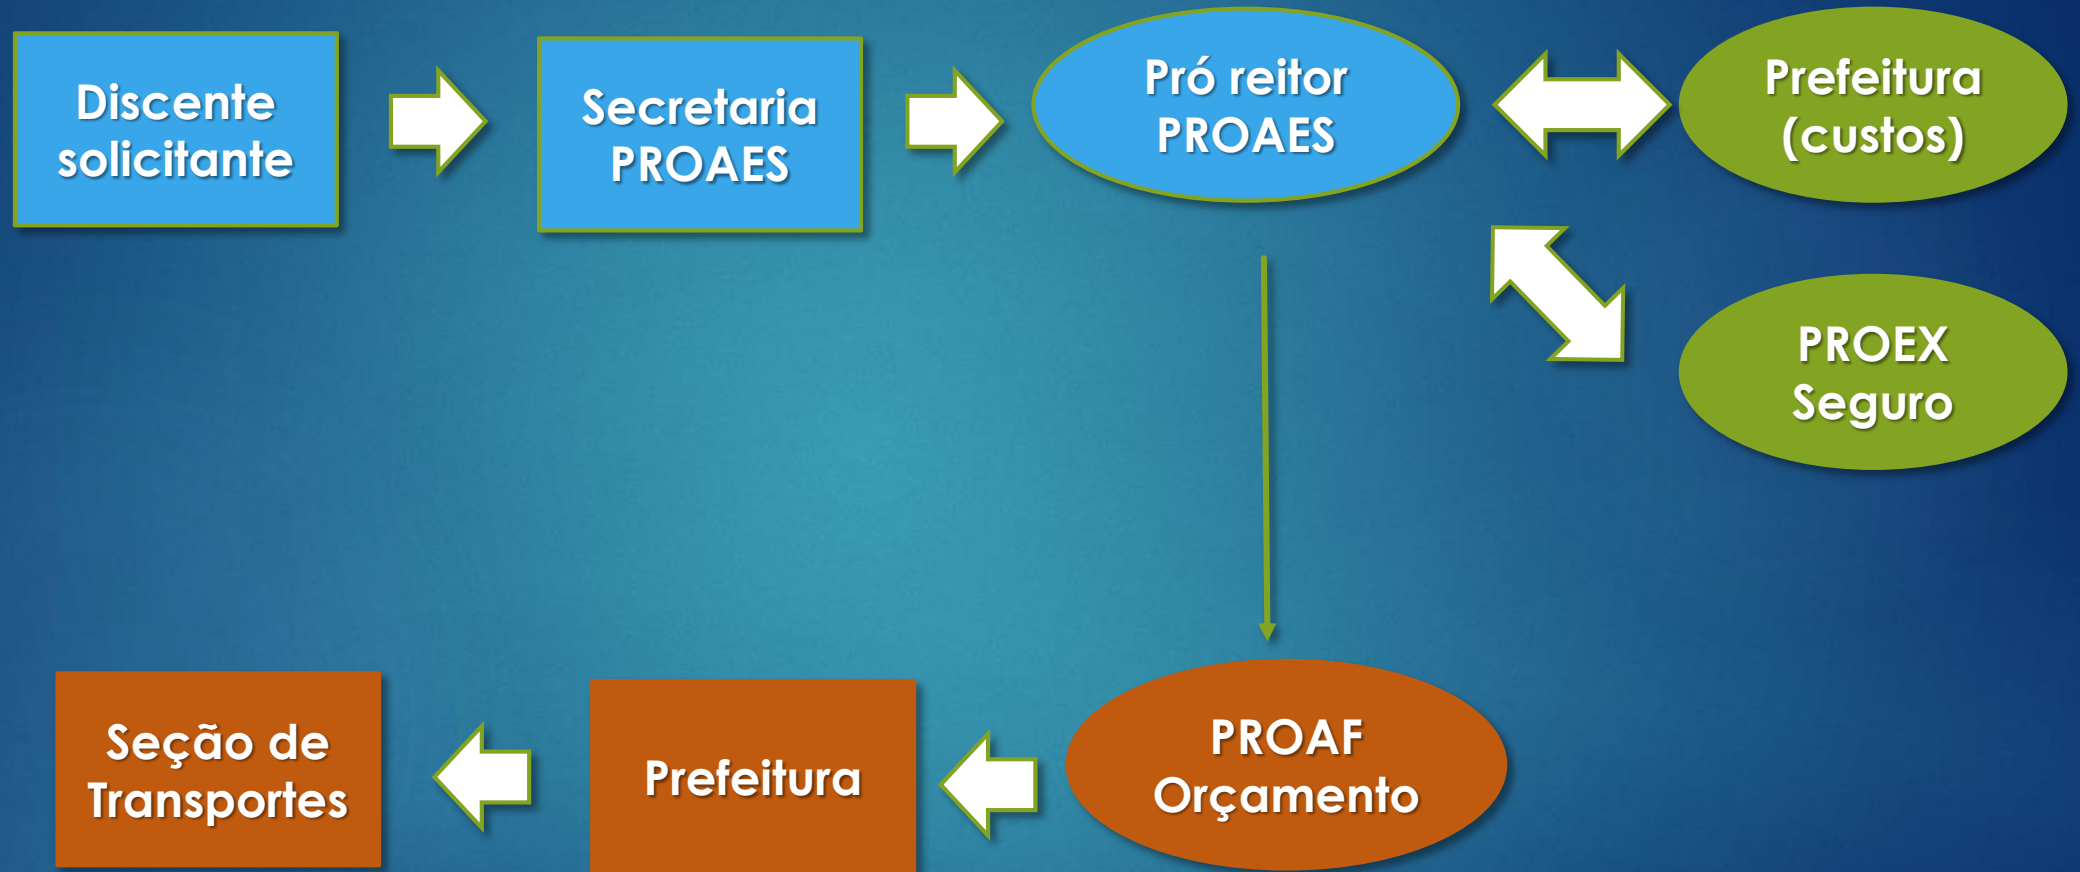 Discente
solicitante
Secretaria
PROAES
Pró reitor
PROAES
Prefeitura
(custos)
PROEX
Seguro
Seção de
Transportes
Prefeitura
PROAF
Orçamento